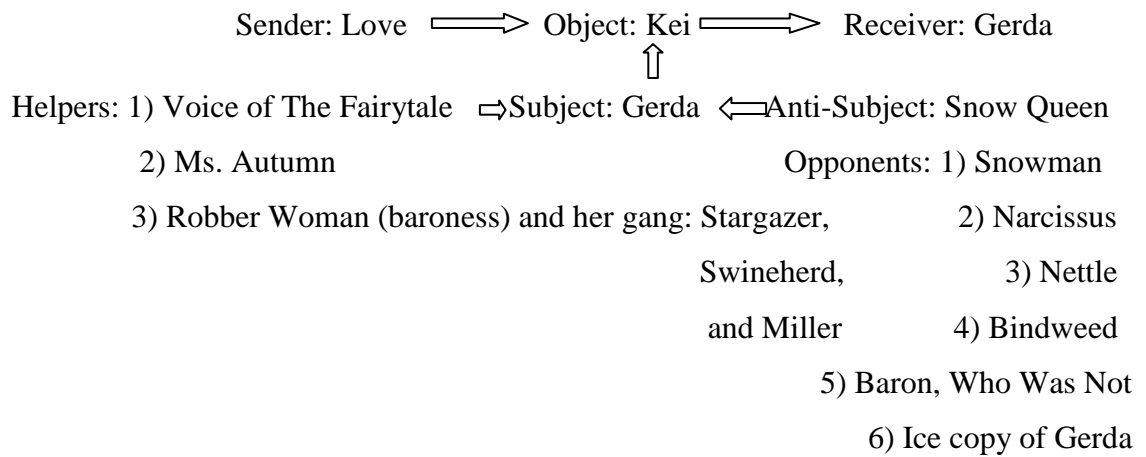 Sender: Love Object: Kei Receiver: Gerda
Helpers: 1) Voice of The Fairytale Subject: Gerda Anti-Subject: Snow Queen
2) Ms. Autumn Opponents: 1) Snowman
3) Robber Woman (baroness) and her gang: Stargazer, 2) Narcissus
Swineherd, 3) Nettle
and Miller 4) Bindweed
5) Baron, Who Was Not
6) Ice copy of Gerda